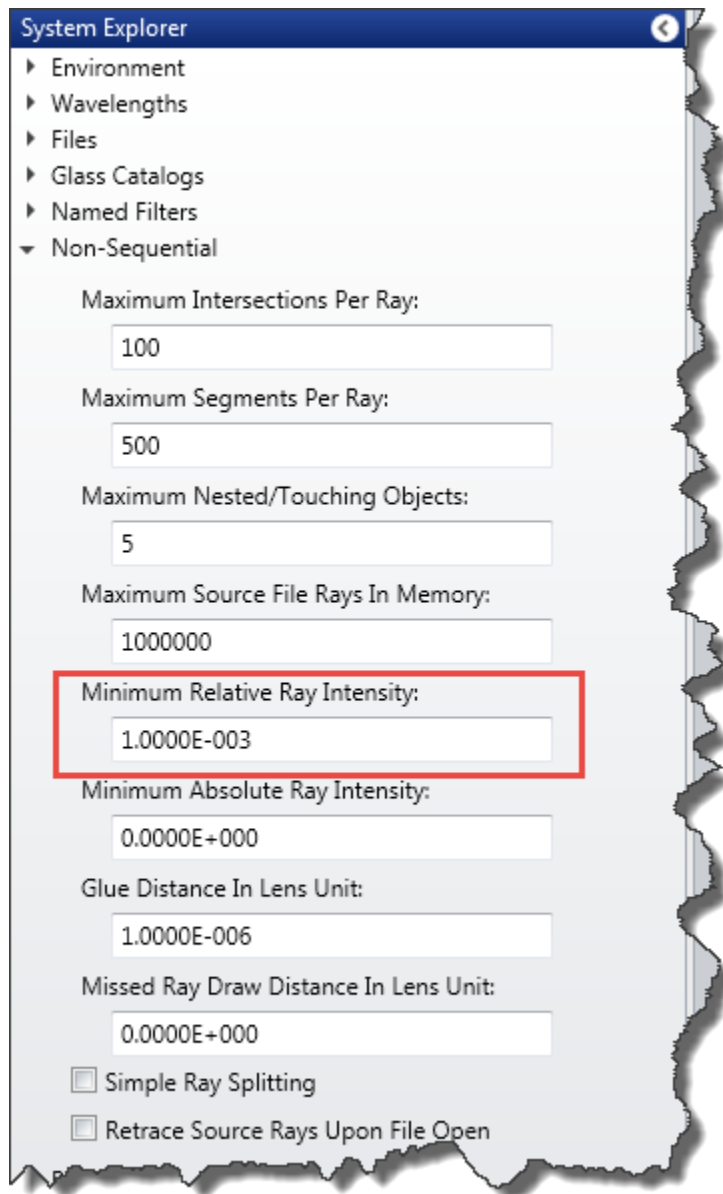 System Explorer
Environment
Wavelengths
Files
Glass Catalogs
Named Filters
Non-Sequential
Maximum Intersections Per Ray:
100
Maximum Segments Per Ray:
500
Maximum Nested/Touching Objects:
5
Maximum Source File Rays In Memory:
1000000
Minimum Relative Ray Intensity:
1.0000E-003
Minimum Absolute Ray Intensity:
0.0000E+000
Glue Distance In Lens Unit:
1.0000E-006
Missed Ray Draw Distance In Lens Unit:
0.0000E+000
Simple Ray Splitting
Retrace Source Rays Upon File Open